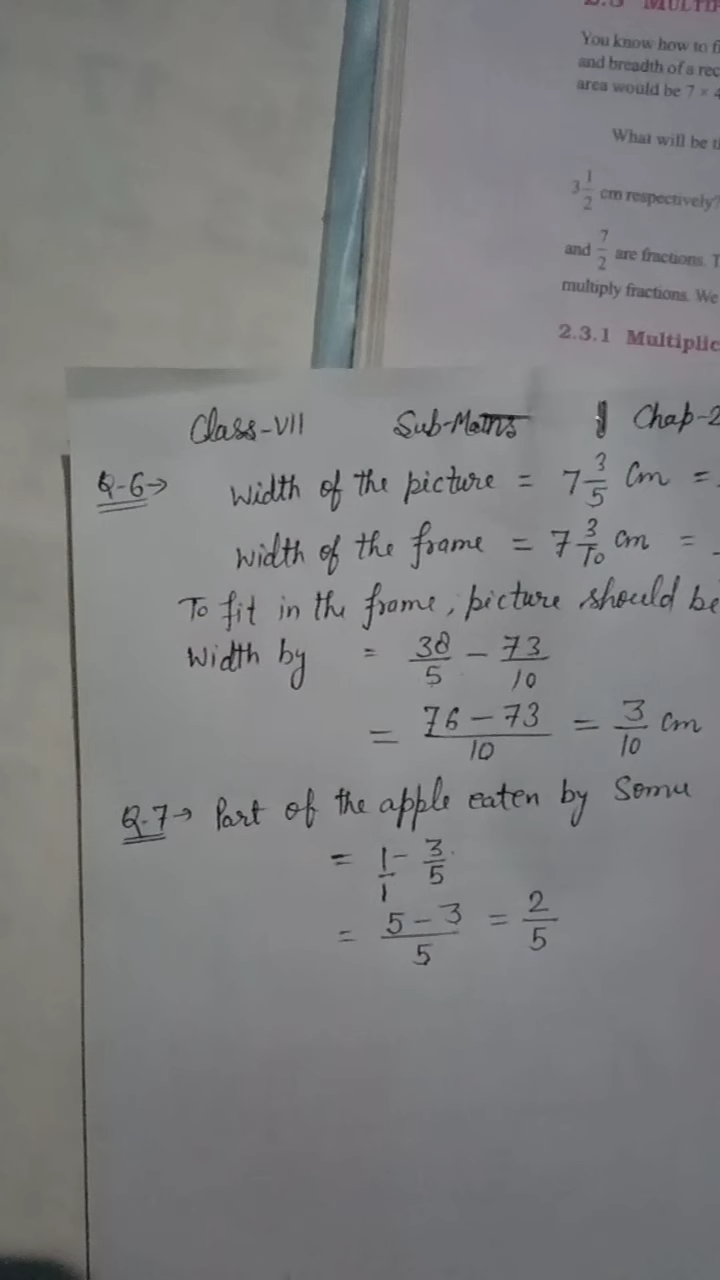 2.3 MULTIP
You know how to fi
and breadth of a rec
area would be 7 × 4
What will be t
3 1/2 cm respectively?
and 7/2 are fractions. T
multiply fractions. We
2.3.1 Multiplic
Class-VII Sub-Maths Chap-2
Q-6→ Width of the picture = 7 3/5 Cm =
Width of the frame = 7 3/10 cm =
To fit in the frame, picture should be
Width by = 38/5 - 73/10
= 76-73/10 = 3/10 cm
Q.7→ Part of the apple eaten by Somu
= 1/1 - 3/5
= 5-3/5 = 2/5